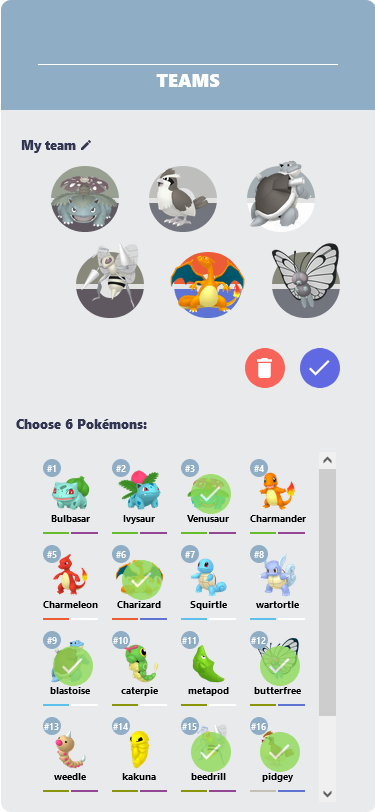 TEAMS
My team
Choose 6 Pokémons:
#1 #2 #3 #4
Bulbasar Ivysaur Venusaur Charmander
#5 #6 #7 #8
Charmeleon Charizard Squirtle wartortle
#9 #10 #11 #12
blastoise caterpie metapod butterfree
#13 #14 #15 #16
weedle kakuna beedrill pidgey